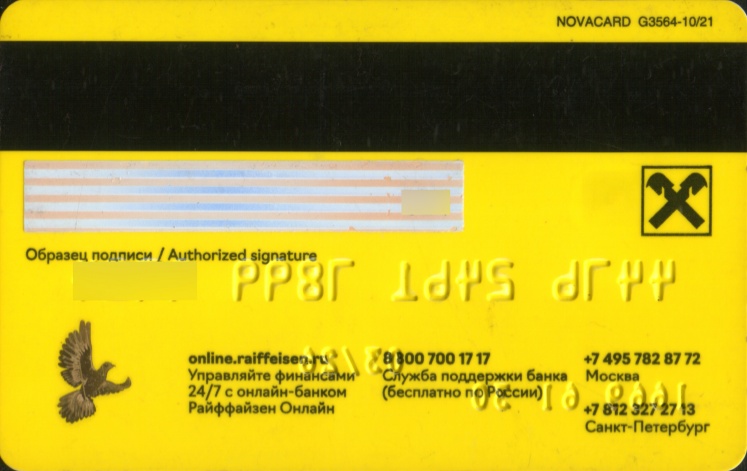 NOVACARD G3564-10/21
Образец подписи / Authorized signature
online.raiffeisen.ru
Управляйте финансами
24/7 с онлайн-банком
Райффайзен Онлайн
8 800 700 17 17
Служба поддержки банка
(бесплатно по России)
+7 495 782 87 72
Москва
+7 812 327 27 13
Санкт-Петербург